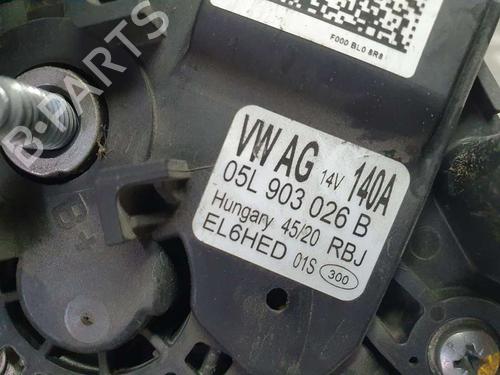 F000 BL0 8R8
VW AG 14V 140A
05L 903 026 B
Hungary 45/20 RBJ
EL6HED 01S 300
B+
B-PARTS